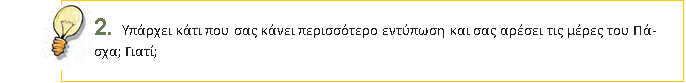 2. Υπάρχει κάτι που σας κάνει περισσότερο εντύπωση και σας αρέσει τις μέρες του Πά-
σχα; Γιατί;